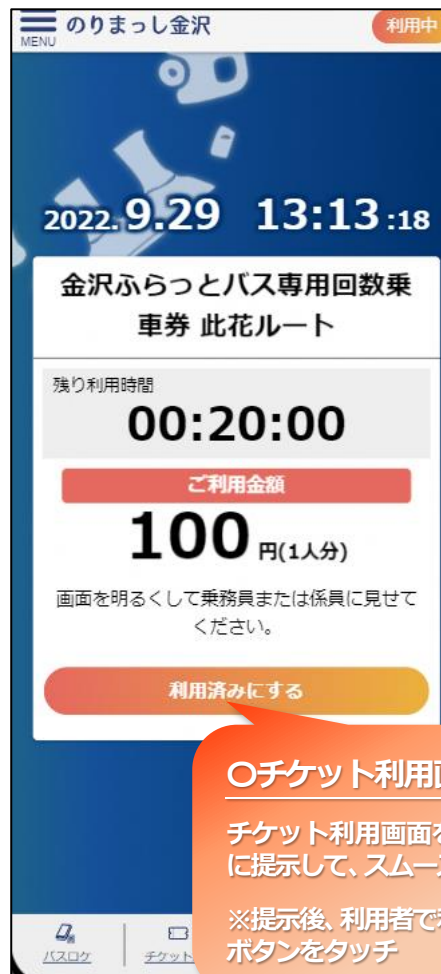 のりまっし金沢
利用中
MENU
2022.9.29 13:13:18
金沢ふらっとバス専用回数乗
車券 此花ルート
残り利用時間
00:20:00
ご利用金額
100 円(1人分)
画面を明るくして乗務員または係員に見せて
ください。
利用済みにする
〇チケット利用画
チケット利用画面を
に提示して、スムー
※提示後、利用者で
ボタンをタッチ
バスロケ
チケット